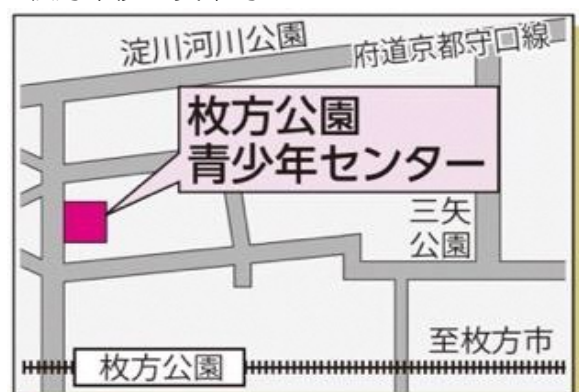 淀川河川公園
府道京都守口線
枚方公園
青少年センター
三矢
公園
至枚方市
枚方公園